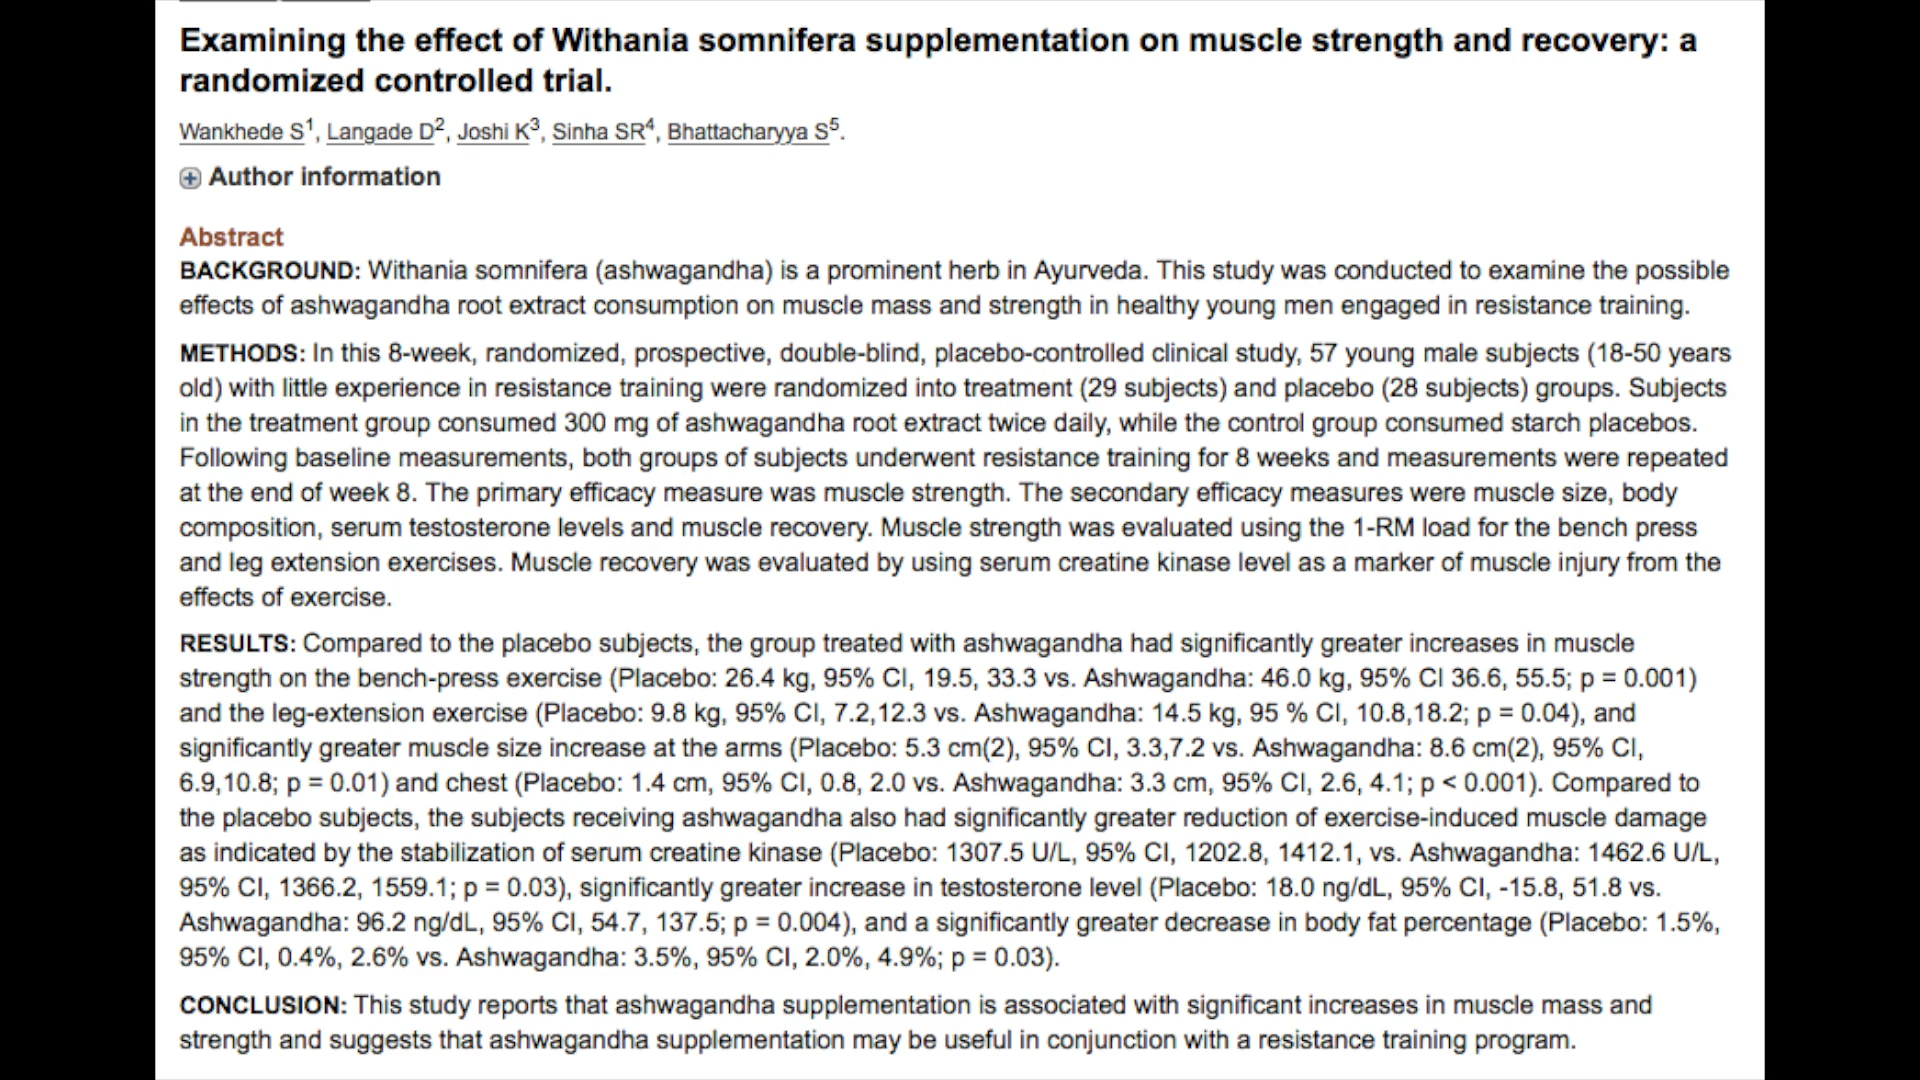 Examining the effect of Withania somnifera supplementation on muscle strength and recovery: a
randomized controlled trial.
Wankhede S1, Langade D2, Joshi K3, Sinha SR4, Bhattacharyya S5.
Author information
Abstract
BACKGROUND: Withania somnifera (ashwagandha) is a prominent herb in Ayurveda. This study was conducted to examine the possible
effects of ashwagandha root extract consumption on muscle mass and strength in healthy young men engaged in resistance training.
METHODS: In this 8-week, randomized, prospective, double-blind, placebo-controlled clinical study, 57 young male subjects (18-50 years
old) with little experience in resistance training were randomized into treatment (29 subjects) and placebo (28 subjects) groups. Subjects
in the treatment group consumed 300 mg of ashwagandha root extract twice daily, while the control group consumed starch placebos.
Following baseline measurements, both groups of subjects underwent resistance training for 8 weeks and measurements were repeated
at the end of week 8. The primary efficacy measure was muscle strength. The secondary efficacy measures were muscle size, body
composition, serum testosterone levels and muscle recovery. Muscle strength was evaluated using the 1-RM load for the bench press
and leg extension exercises. Muscle recovery was evaluated by using serum creatine kinase level as a marker of muscle injury from the
effects of exercise.
RESULTS: Compared to the placebo subjects, the group treated with ashwagandha had significantly greater increases in muscle
strength on the bench-press exercise (Placebo: 26.4 kg, 95% CI, 19.5, 33.3 vs. Ashwagandha: 46.0 kg, 95% CI 36.6, 55.5; p = 0.001)
and the leg-extension exercise (Placebo: 9.8 kg, 95% CI, 7.2,12.3 vs. Ashwagandha: 14.5 kg, 95 % CI, 10.8,18.2; p = 0.04), and
significantly greater muscle size increase at the arms (Placebo: 5.3 cm(2), 95% CI, 3.3,7.2 vs. Ashwagandha: 8.6 cm(2), 95% CI,
6.9,10.8; p = 0.01) and chest (Placebo: 1.4 cm, 95% CI, 0.8, 2.0 vs. Ashwagandha: 3.3 cm, 95% CI, 2.6, 4.1; p < 0.001). Compared to
the placebo subjects, the subjects receiving ashwagandha also had significantly greater reduction of exercise-induced muscle damage
as indicated by the stabilization of serum creatine kinase (Placebo: 1307.5 U/L, 95% CI, 1202.8, 1412.1, vs. Ashwagandha: 1462.6 U/L,
95% CI, 1366.2, 1559.1; p = 0.03), significantly greater increase in testosterone level (Placebo: 18.0 ng/dL, 95% CI, -15.8, 51.8 vs.
Ashwagandha: 96.2 ng/dL, 95% CI, 54.7, 137.5; p = 0.004), and a significantly greater decrease in body fat percentage (Placebo: 1.5%,
95% CI, 0.4%, 2.6% vs. Ashwagandha: 3.5%, 95% CI, 2.0%, 4.9%; p = 0.03).
CONCLUSION: This study reports that ashwagandha supplementation is associated with significant increases in muscle mass and
strength and suggests that ashwagandha supplementation may be useful in conjunction with a resistance training program.